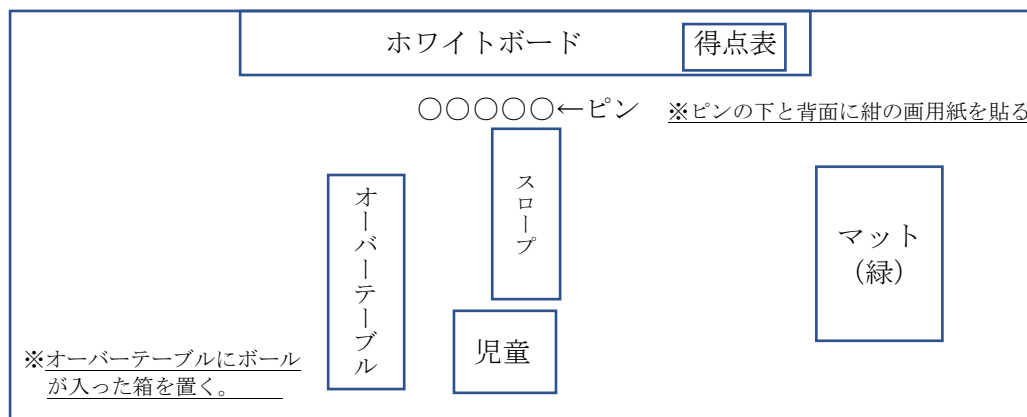 ホワイトボード
得点表
○○○○○←ピン
※ピンの下と背面に紺の画用紙を貼る
スロープ
オーバーテーブル
マット
(緑)
児童
※オーバーテーブルにボール
が入った箱を置く。